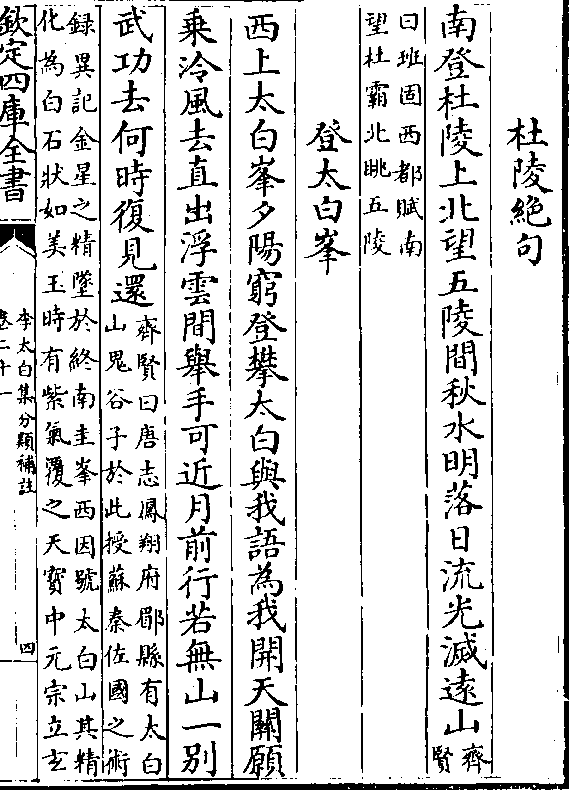 杜陵絶句
南登杜陵上北望五陵間秋水明落日流光滅遠山齊賢
曰班固西都賦南
望杜霸北眺五陵
登太白峯
西上太白峯夕陽窮登攀太白與我語為我開天關願
乗泠風去直出浮雲間舉手可近月前行若無山一别
武功去何時復見還
齊賢曰唐志鳳翔府郿縣有太白
山鬼谷子於此授蘇秦佐國之術
録異記金星之精墜於終南圭峯西因號太白山其精
化為白石狀如美玉時有紫氣覆之天寳中元宗立玄
欽定四庫全書
李太白集分類補註
卷二十一
四